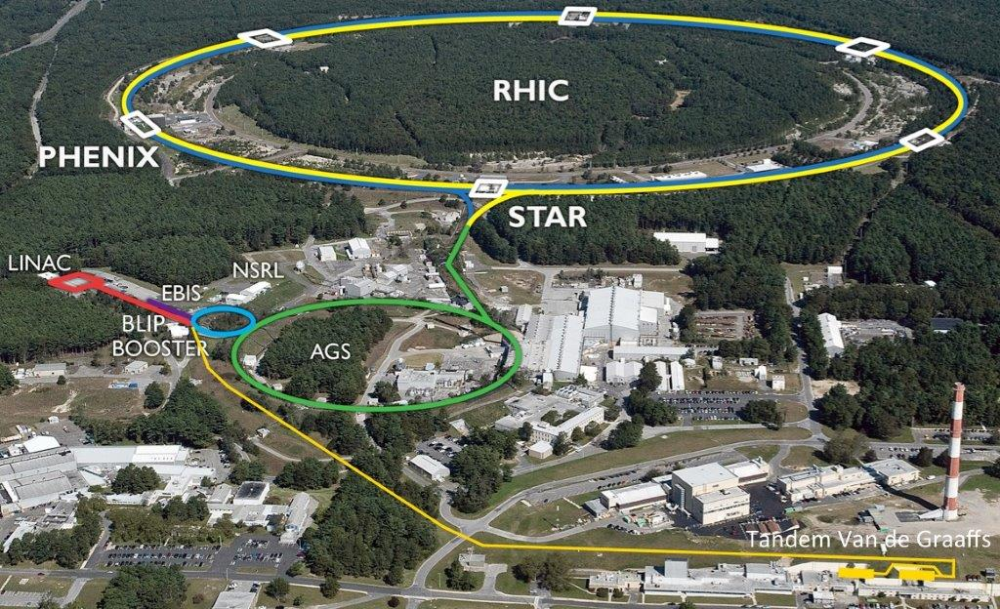 RHIC
PHENIX
STAR
LINAC
NSRL
EBIS
BLIP
BOOSTER
AGS
Tandem Van de Graaffs